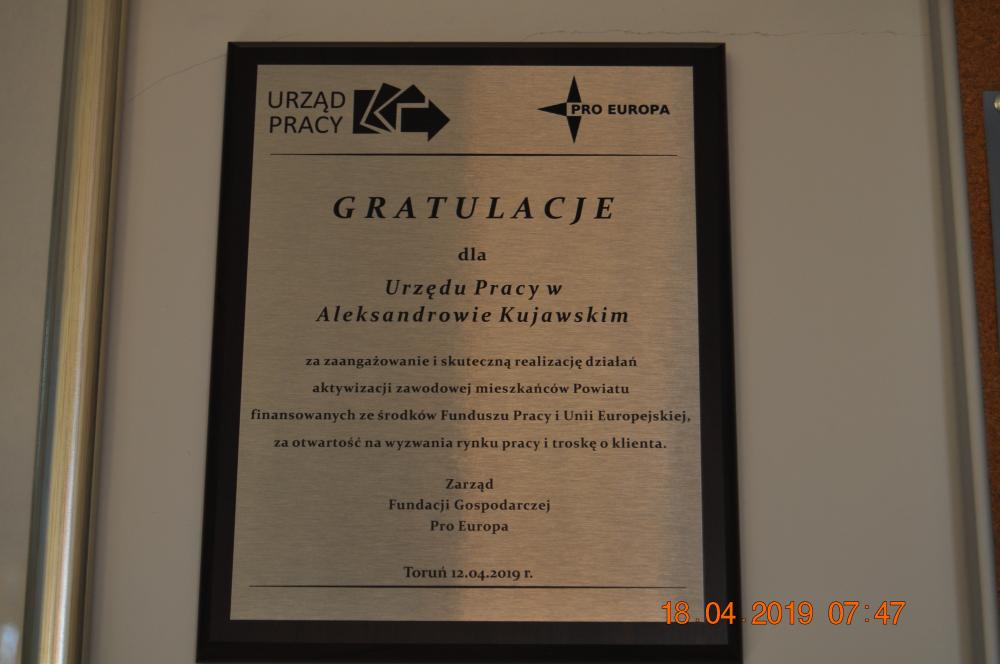 URZĄD
PRACY
PRO EUROPA
GRATULACJE
dla
Urzędu Pracy w
Aleksandrowie Kujawskim
za zaangażowanie i skuteczną realizację działań
aktywizacji zawodowej mieszkańców Powiatu
finansowanych ze środków Funduszu Pracy i Unii Europejskiej,
za otwartość na wyzwania rynku pracy i troskę o klienta.
Zarząd
Fundacji Gospodarczej
Pro Europa
Toruń 12.04.2019 r.
18.04.2019 07:47